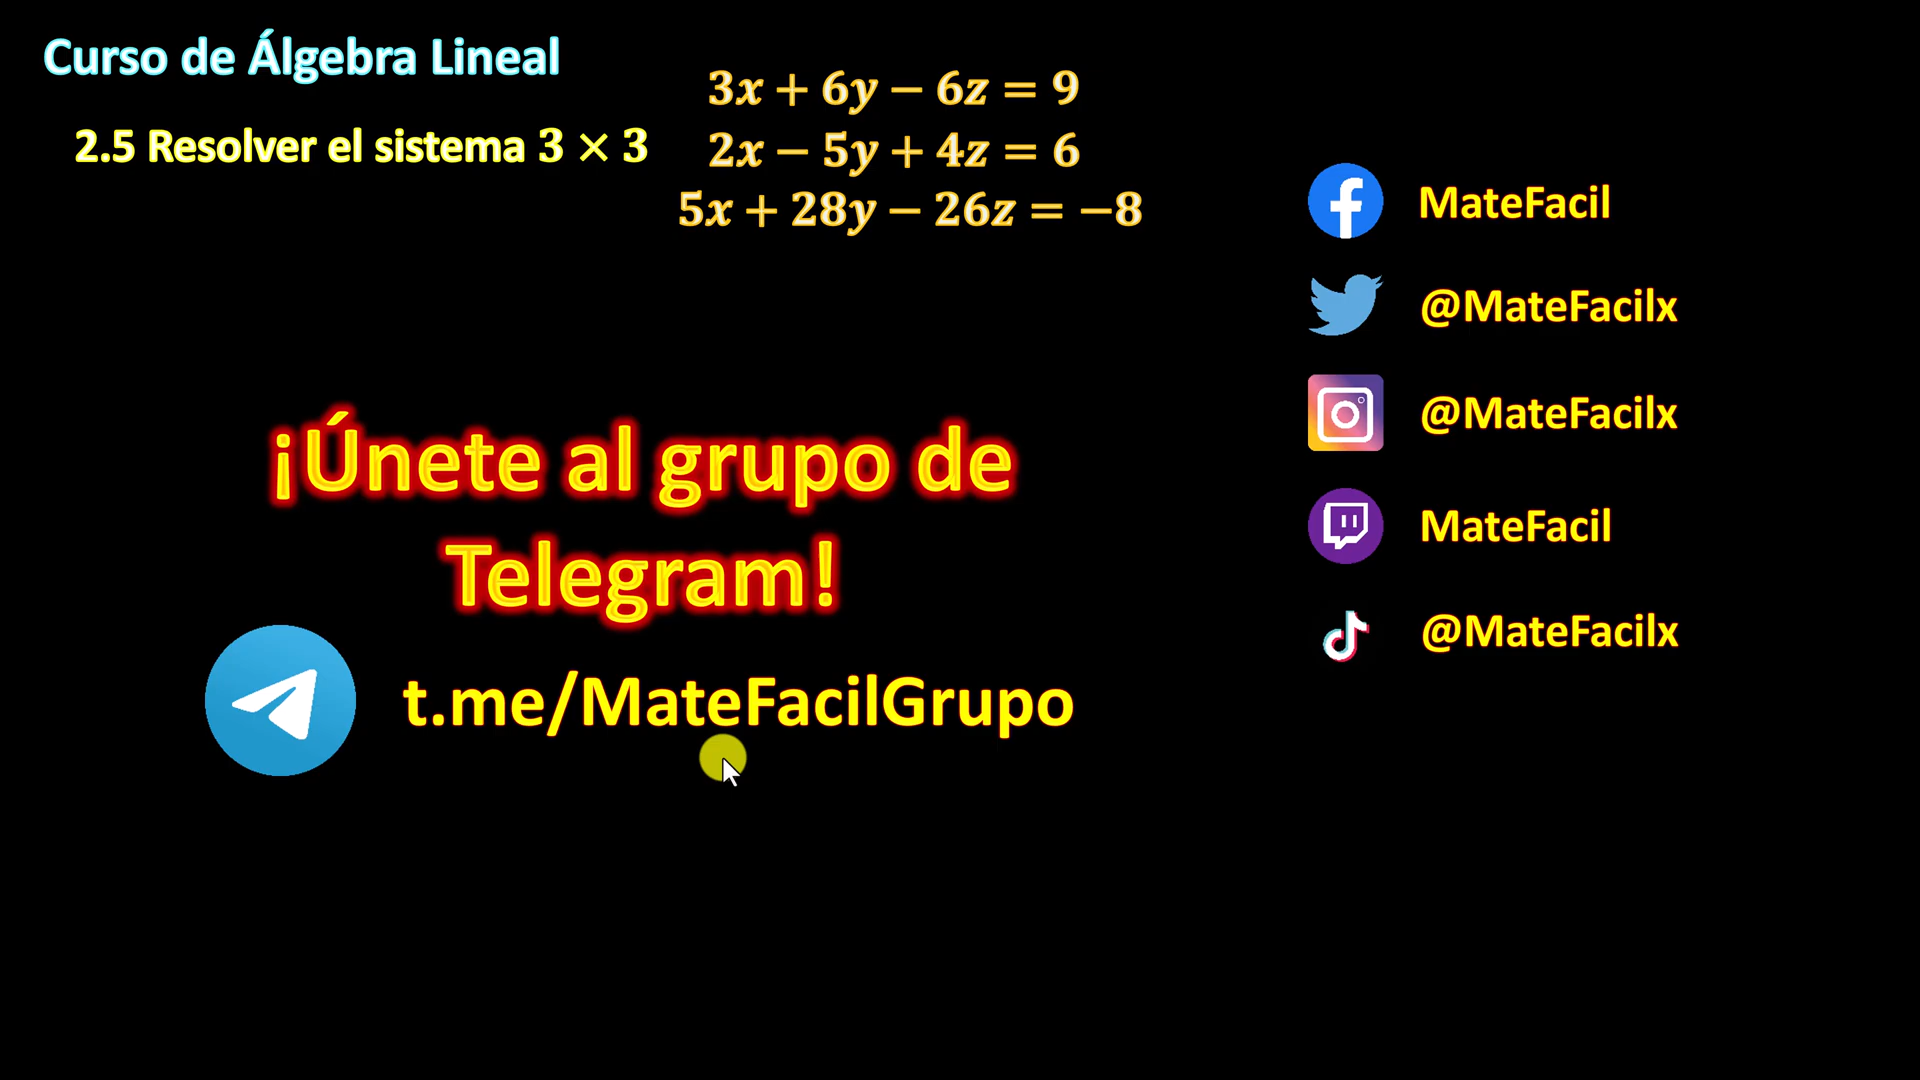 Curso de Álgebra Lineal
2.5 Resolver el sistema 3 × 3
3x + 6y − 6z = 9
2x − 5y + 4z = 6
5x + 28y − 26z = −8
¡Únete al grupo de
Telegram!
t.me/MateFacilGrupo
MateFacil
@MateFacilx
@MateFacilx
MateFacil
@MateFacilx